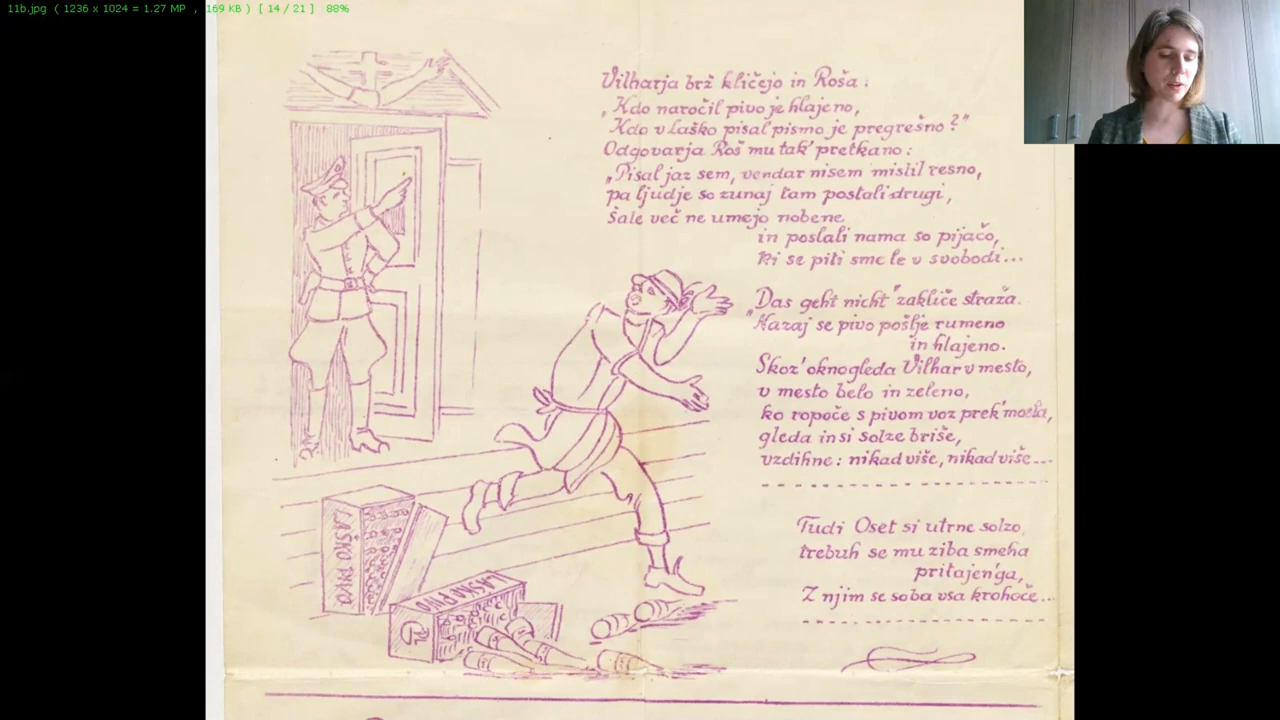 11b.jpg ( 1236 x 1024 = 1.27 MP , 169 KB ) [ 14 / 21 ] 88%
Vilharja brž kličejo in Roša :
„Kdo naročil pivo je hlajeno,
Kdo v Laško pisal pismo je pregrešno?"
Odgovarja Roš mu tak' pretkano :
„Pisal jaz sem, vendar nisem mislil resno,
pa ljudje so zunaj tam postali drugi,
šale več ne umejo nobene
in poslali nama so pijačo,
ki se piti sme le v svobodi...
„Das geht nicht" zakliče straža.
„Nazaj se pivo pošlje rumeno
in hlajeno.
Skoz' okno gleda Vilhar v mesto,
v mesto belo in zeleno,
ko ropoče s pivom voz prek' mosta,
gleda in si solze briše,
vzdihne : nikad više, nikad više...
Tudi Oset si utrne solzo,
trebuh se mu ziba smeha
pritajen'ga,
Z njim se soba vsa krohoče...
LAŠKO PIVO
LAŠKO PIVO